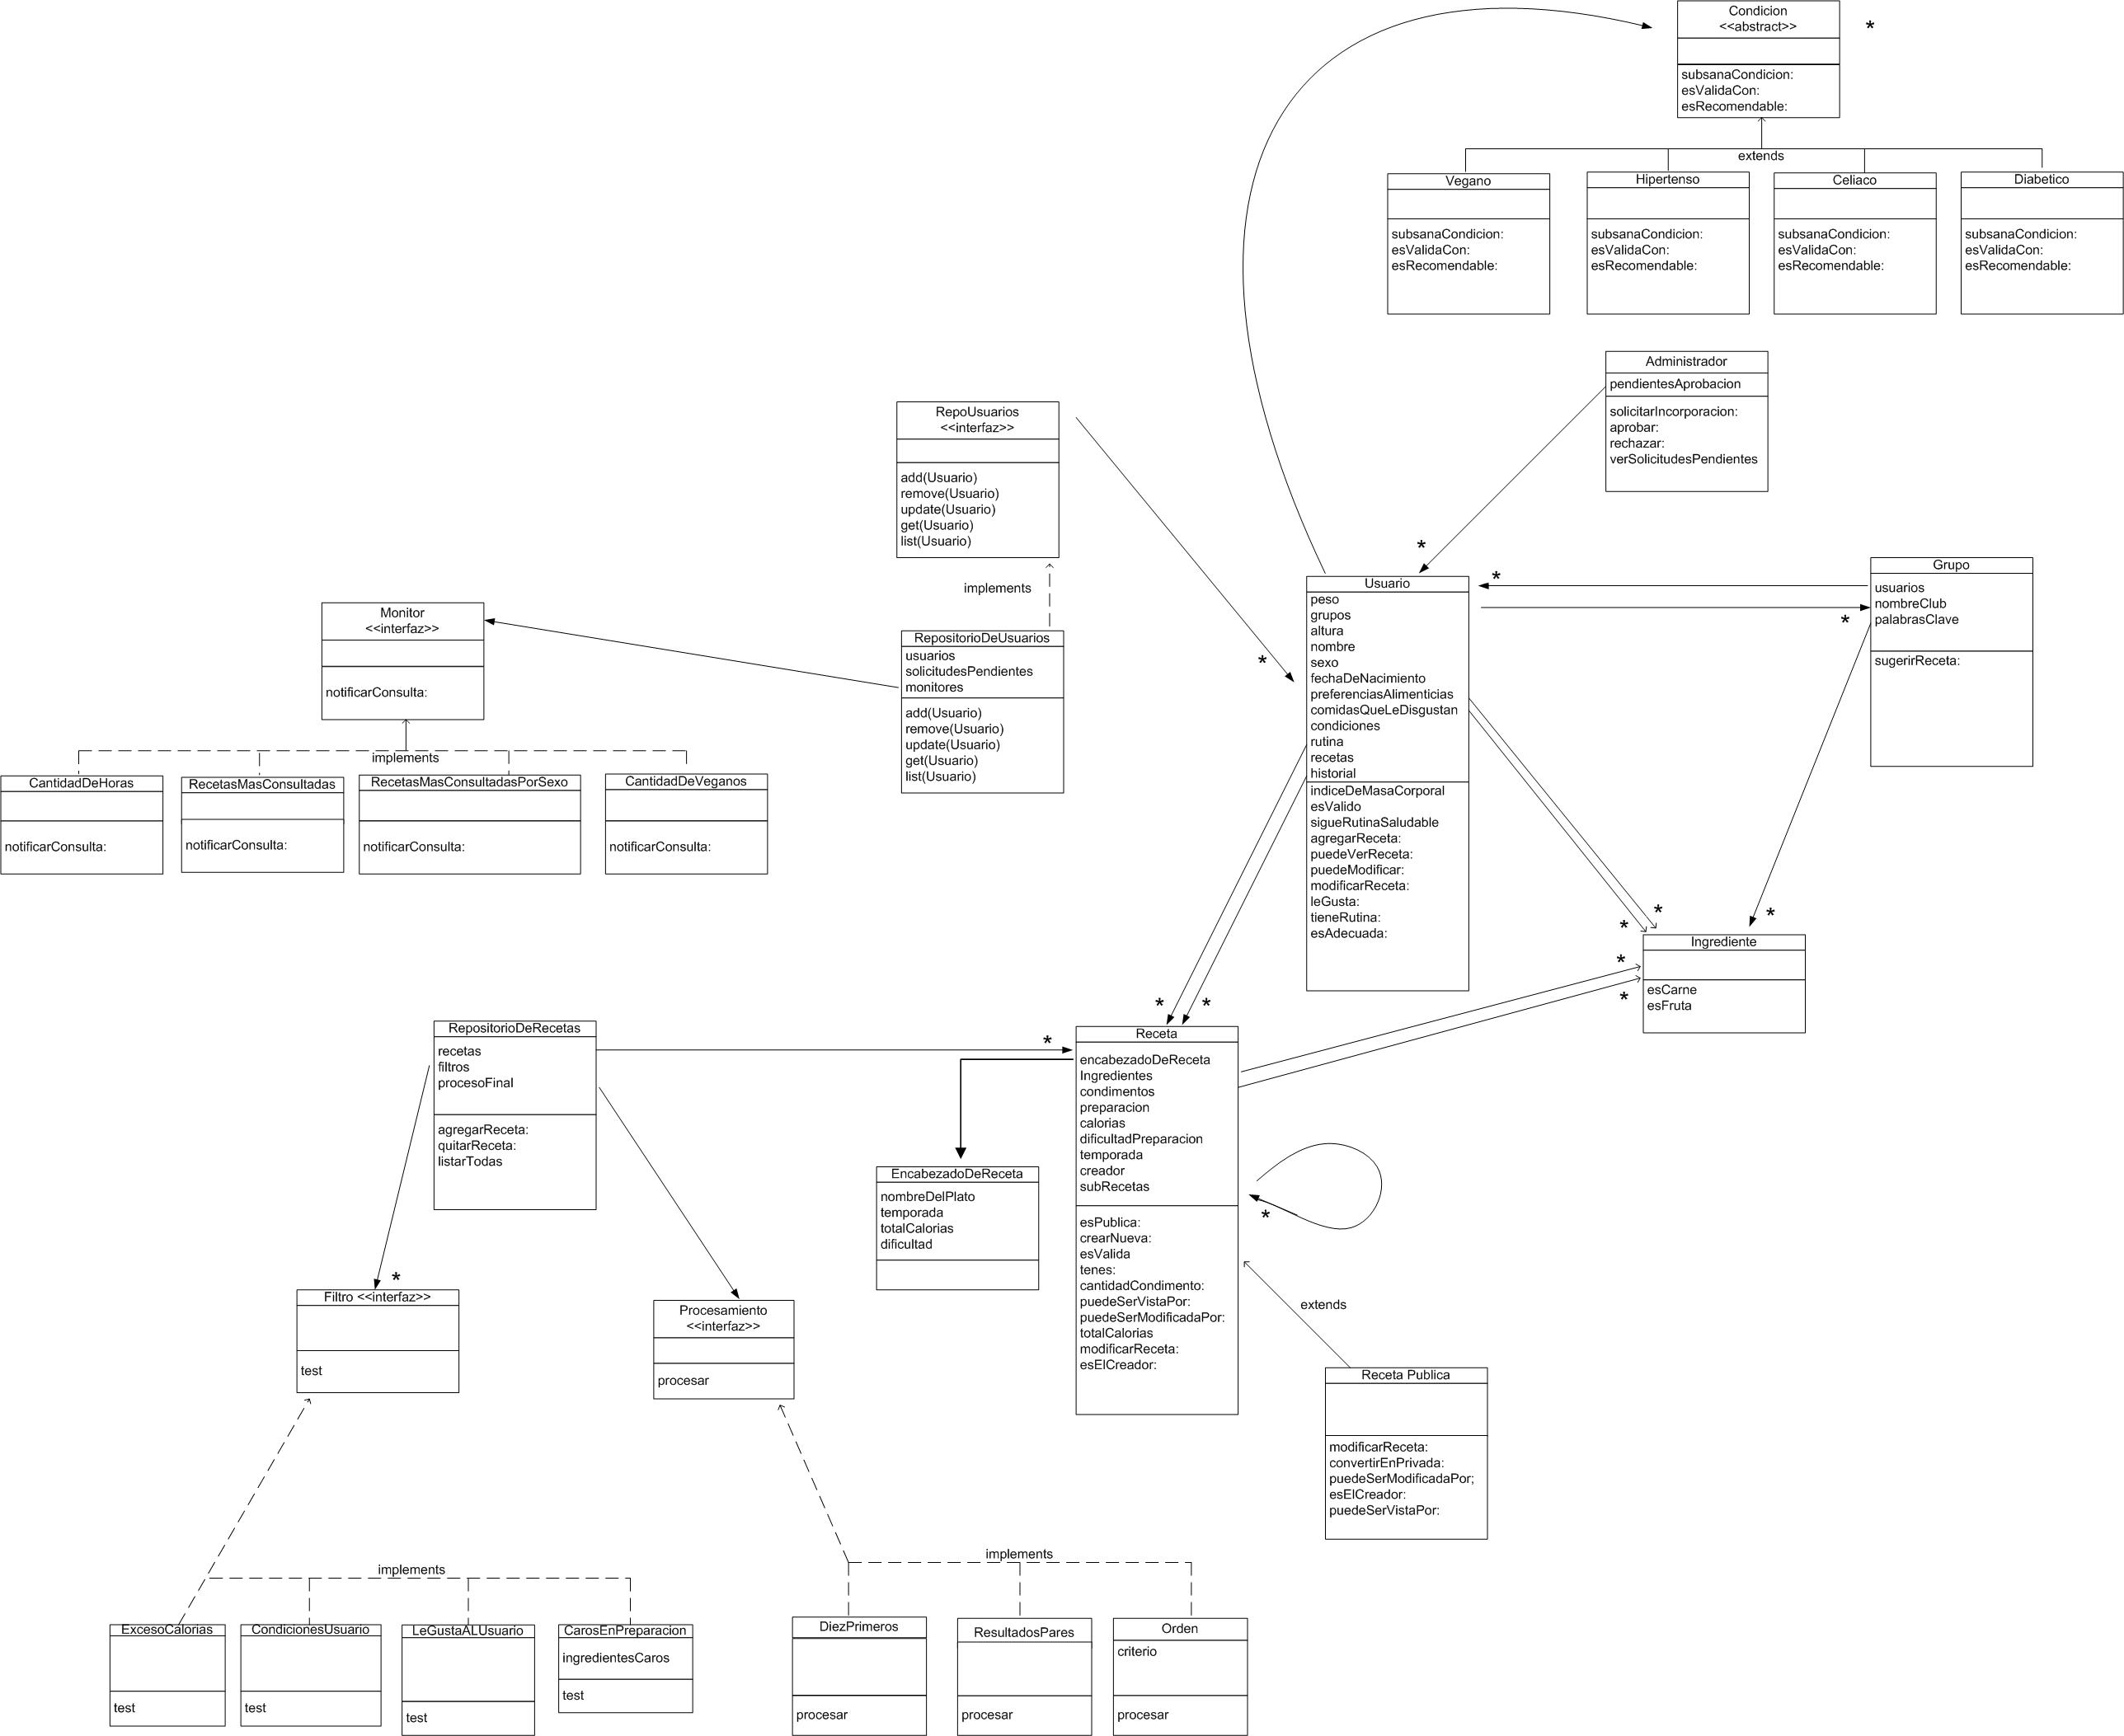 Condicion
<<abstract>>
*
subsanaCondicion:
esValidaCon:
esRecomendable:
extends
Vegano
subsanaCondicion:
esValidaCon:
esRecomendable:
Hipertenso
subsanaCondicion:
esValidaCon:
esRecomendable:
Celiaco
subsanaCondicion:
esValidaCon:
esRecomendable:
Diabetico
subsanaCondicion:
esValidaCon:
esRecomendable:
Administrador
pendientesAprobacion
solicitarIncorporacion:
aprobar:
rechazar:
verSolicitudesPendientes
*
RepoUsuarios
<<interfaz>>
add(Usuario)
remove(Usuario)
update(Usuario)
get(Usuario)
list(Usuario)
*
implements
RepositorioDeUsuarios
usuarios
solicitudesPendientes
monitores
add(Usuario)
remove(Usuario)
update(Usuario)
get(Usuario)
list(Usuario)
Monitor
<<interfaz>>
notificarConsulta:
implements
CantidadDeHoras
notificarConsulta:
RecetasMasConsultadas
notificarConsulta:
RecetasMasConsultadasPorSexo
notificarConsulta:
CantidadDeVeganos
notificarConsulta:
Usuario
peso
grupos
altura
nombre
sexo
fechaDeNacimiento
preferenciasAlimenticias
comidasQueLeDisgustan
condiciones
rutina
recetas
historial
indiceDeMasaCorporal
esValido
sigueRutinaSaludable
agregarReceta:
puedeVerReceta:
puedeModificar:
modificarReceta:
leGusta:
tieneRutina:
esAdecuada:
*
*
Grupo
usuarios
nombreClub
palabrasClave
sugerirReceta:
*
*
*
*
*
Ingrediente
esCarne
esFruta
*
*
RepositorioDeRecetas
recetas
filtros
procesoFinal
agregarReceta:
quitarReceta:
listarTodas
*
Receta
encabezadoDeReceta
Ingredientes
condimentos
preparacion
calorias
dificultadPreparacion
temporada
creador
subRecetas
esPublica:
crearNueva:
esValida
tenes:
cantidadCondimento:
puedeSerVistaPor:
puedeSerModificadaPor:
totalCalorias
modificarReceta:
esElCreador:
*
EncabezadoDeReceta
nombreDelPlato
temporada
totalCalorias
dificultad
extends
Receta Publica
modificarReceta:
convertirEnPrivada:
puedeSerModificadaPor;
esElCreador:
puedeSerVistaPor:
*
Filtro <<interfaz>>
test
Procesamiento
<<interfaz>>
procesar
implements
ExcesoCalorias
test
CondicionesUsuario
test
LeGustaALUsuario
test
CarosEnPreparacion
ingredientesCaros
test
implements
DiezPrimeros
procesar
ResultadosPares
procesar
Orden
criterio
procesar